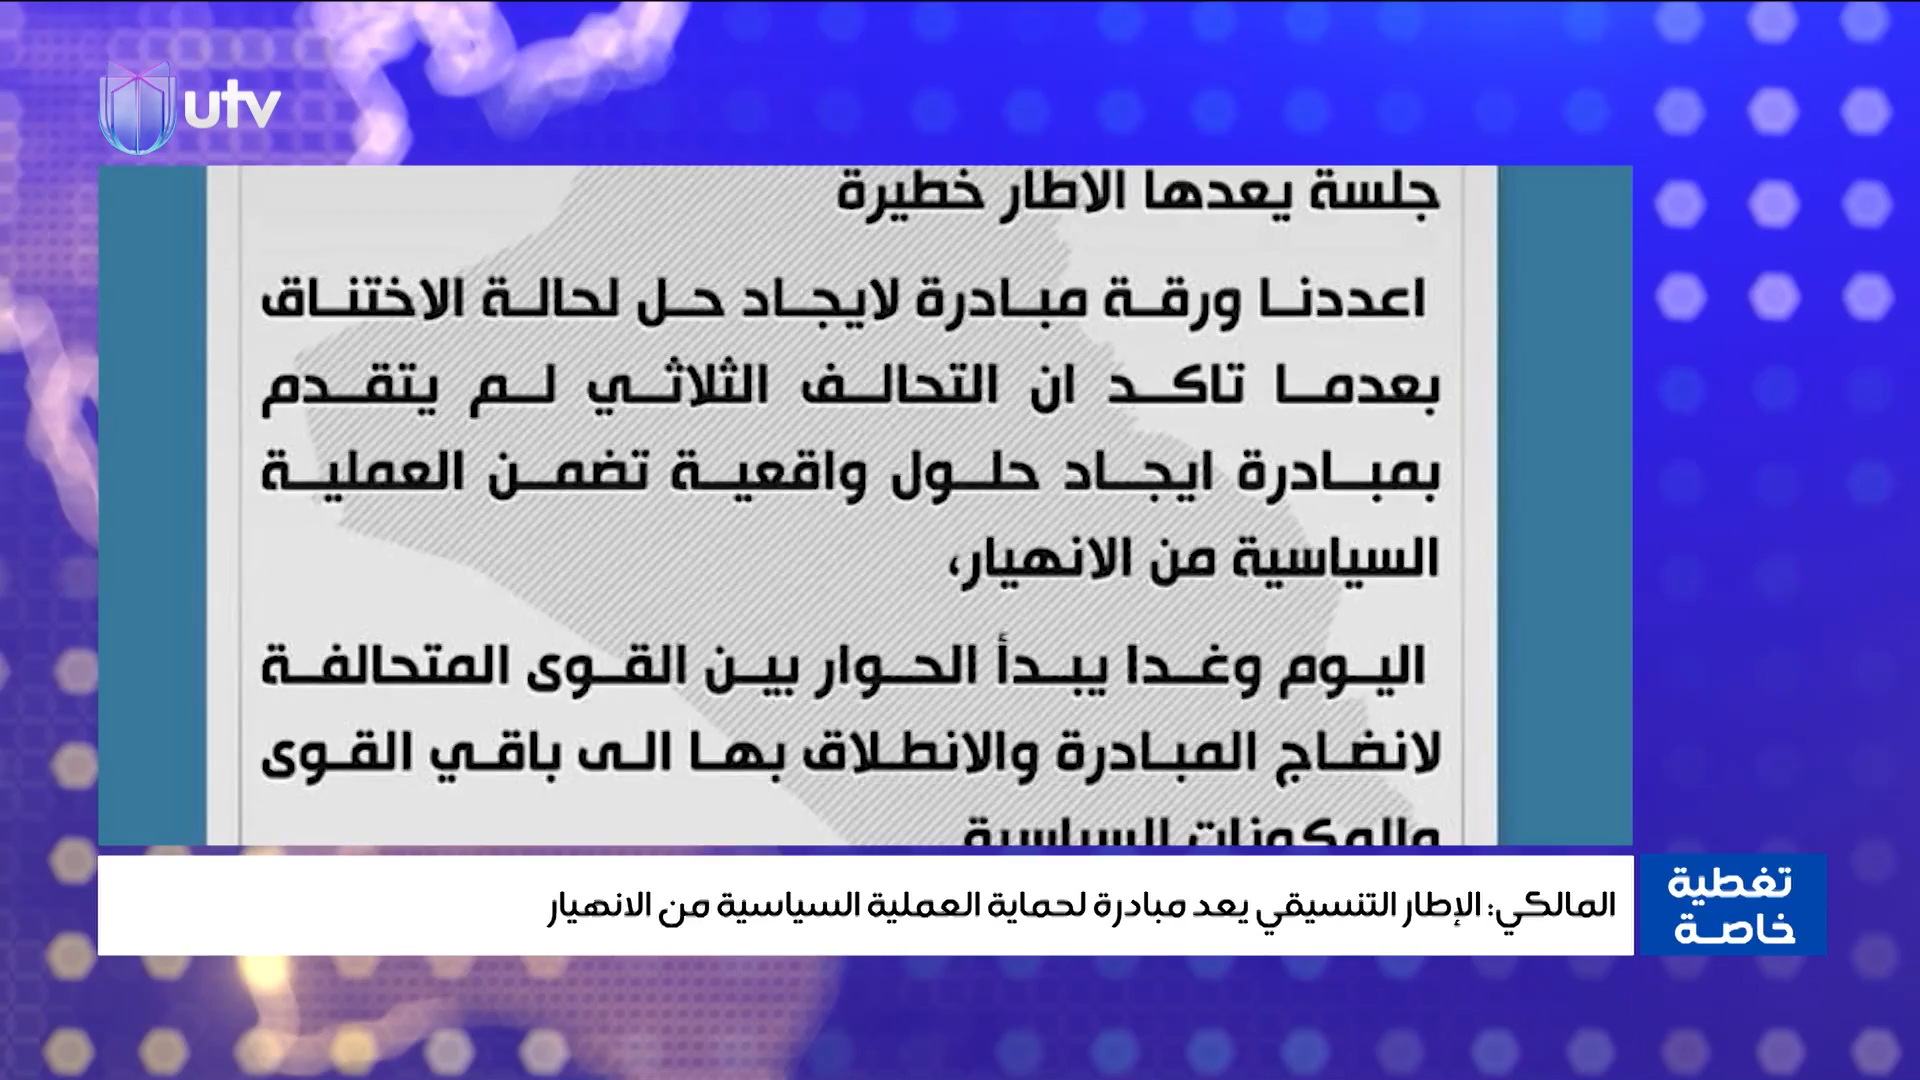 utv
جلسة يعدها الاطار خطيرة
اعددنا ورقة مبادرة لايجاد حل لحالة الاختناق
بعدما تاكد ان التحالف الثلاثي لم يتقدم
بمبادرة ايجاد حلول واقعية تضمن العملية
السياسية من الانهيار،
اليوم وغدا يبدأ الحوار بين القوى المتحالفة
لانضاج المبادرة والانطلاق بها الى باقي القوى
والمكونات السياسية
المالكي: الإطار التنسيقي يعد مبادرة لحماية العملية السياسية من الانهيار
تغطية
خاصة